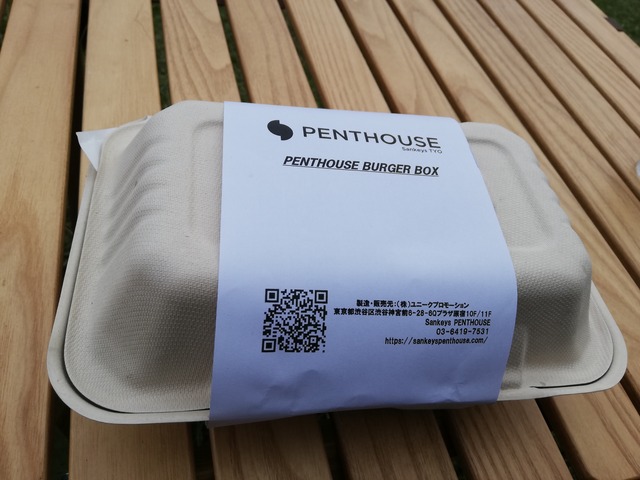 PENTHOUSE
Sankeys TYO
PENTHOUSE BURGER BOX
製造・販売元:(株)ユニークプロモーション
東京都渋谷区渋谷神宮前6-28-6Qプラザ原宿10F/11F
Sankeys PENTHOUSE
03-6419-7531
https://sankeyspenthouse.com/